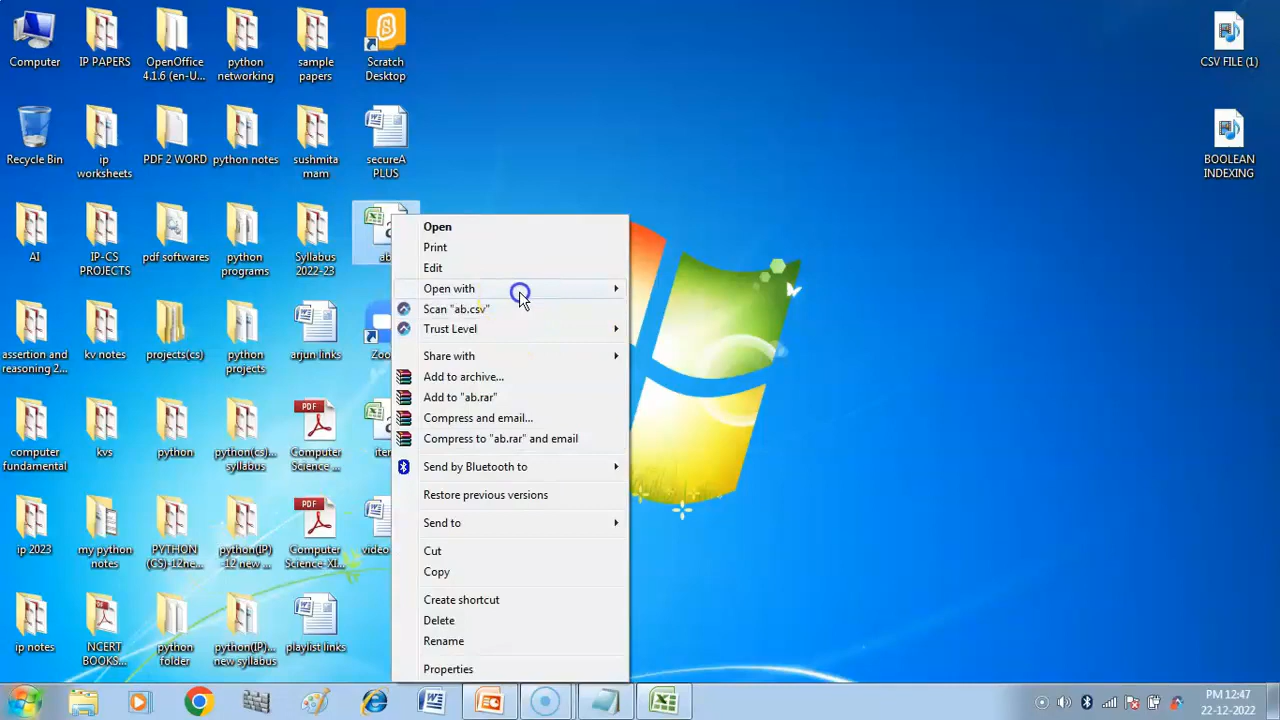 Computer
IP PAPERS
OpenOffice
4.1.6 (en-U...
python
networking
sample
papers
Scratch
Desktop
CSV FILE (1)
Recycle Bin
ip
worksheets
PDF 2 WORD
python notes
sushmita
mam
secureA
PLUS
BOOLEAN
INDEXING
AI
IP-CS
PROJECTS
pdf softwares
python
programs
Syllabus
2022-23
ab
assertion and
reasoning 2...
kv notes
projects(cs)
python
projects
arjun links
Zoo
computer
fundamental
kvs
python
python(cs)...
syllabus
Computer
Science ...
iter
ip 2023
my python
notes
PYTHON
(CS)-12ne...
python(IP)
-12 new ...
Computer
Science-XI...
video
ip notes
NCERT
BOOKS...
python
folder
python(IP)...
new syllabus
playlist links
Open
Print
Edit
Open with
Scan "ab.csv"
Trust Level
Share with
Add to archive...
Add to "ab.rar"
Compress and email...
Compress to "ab.rar" and email
Send by Bluetooth to
Restore previous versions
Send to
Cut
Copy
Create shortcut
Delete
Rename
Properties
PM 12:47
22-12-2022